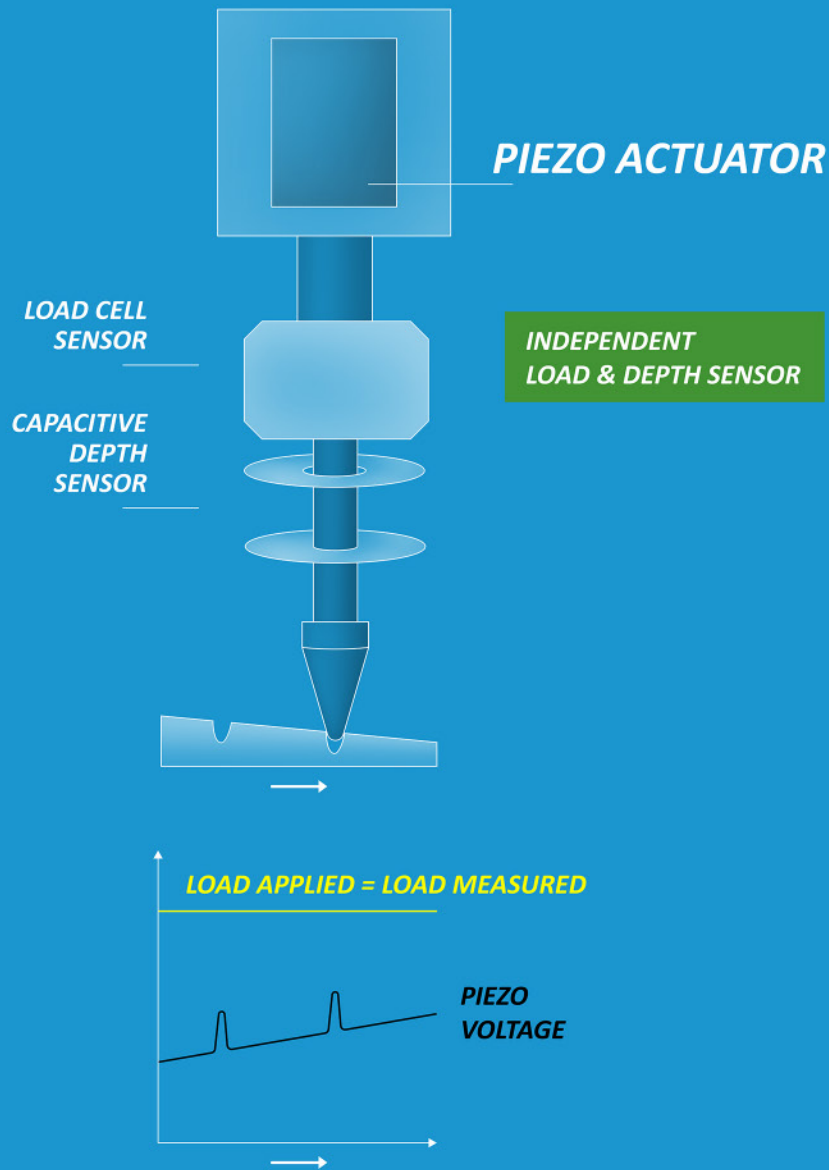 PIEZO ACTUATOR
LOAD CELL
SENSOR
INDEPENDENT
LOAD & DEPTH SENSOR
CAPACITIVE
DEPTH
SENSOR
LOAD APPLIED = LOAD MEASURED
PIEZO
VOLTAGE